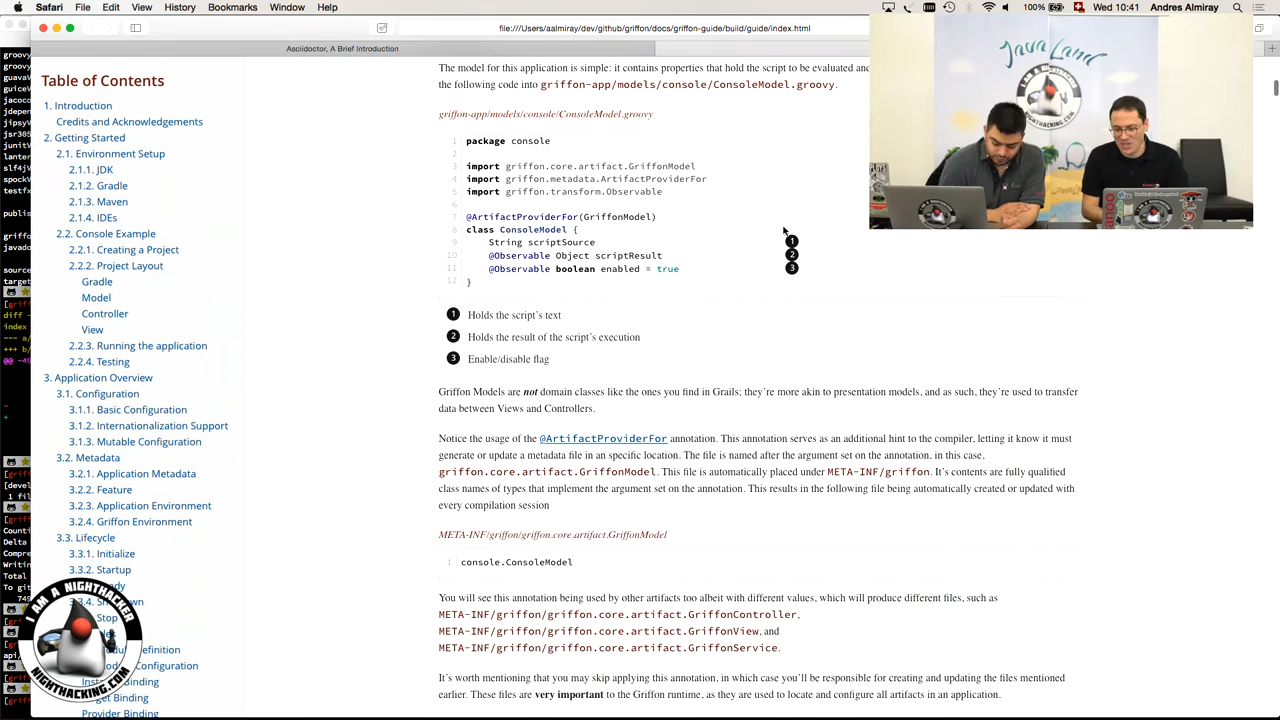 Safari File Edit View History Bookmarks Window Help
100% Wed 10:41 Andres Almiray
file:///Users/aalmiray/dev/github/griffon/docs/griffon-guide/build/guide/index.html
Asciidoctor, A Brief Introduction
Table of Contents
1. Introduction
Credits and Acknowledgements
2. Getting Started
2.1. Environment Setup
2.1.1. JDK
2.1.2. Gradle
2.1.3. Maven
2.1.4. IDEs
2.2. Console Example
2.2.1. Creating a Project
2.2.2. Project Layout
Gradle
Model
Controller
View
2.2.3. Running the application
2.2.4. Testing
3. Application Overview
3.1. Configuration
3.1.1. Basic Configuration
3.1.2. Internationalization Support
3.1.3. Mutable Configuration
3.2. Metadata
3.2.1. Application Metadata
3.2.2. Feature
3.2.3. Application Environment
3.2.4. Griffon Environment
3.3. Lifecycle
3.3.1. Initialize
3.3.2. Startup
Stop
Configuration
Binding
Binding
Provider Binding
The model for this application is simple: it contains properties that hold the script to be evaluated and
the following code into griffon-app/models/console/ConsoleModel.groovy.
griffon-app/models/console/ConsoleModel.groovy
1 package console
2
3 import griffon.core.artifact.GriffonModel
4 import griffon.metadata.ArtifactProviderFor
5 import griffon.transform.Observable
6
7 @ArtifactProviderFor(GriffonModel)
8 class ConsoleModel {
9 String scriptSource 1
10 @Observable Object scriptResult 2
11 @Observable boolean enabled = true 3
12 }
1 Holds the script's text
2 Holds the result of the script's execution
3 Enable/disable flag
Griffon Models are not domain classes like the ones you find in Grails; they're more akin to presentation models, and as such, they're used to transfer
data between Views and Controllers.
Notice the usage of the @ArtifactProviderFor annotation. This annotation serves as an additional hint to the compiler, letting it know it must
generate or update a metadata file in an specific location. The file is named after the argument set on the annotation, in this case,
griffon.core.artifact.GriffonModel. This file is automatically placed under META-INF/griffon. It's contents are fully qualified
class names of types that implement the argument set on the annotation. This results in the following file being automatically created or updated with
every compilation session
META-INF/griffon/griffon.core.artifact.GriffonModel
1 console.ConsoleModel
You will see this annotation being used by other artifacts too albeit with different values, which will produce different files, such as
META-INF/griffon/griffon.core.artifact.GriffonController,
META-INF/griffon/griffon.core.artifact.GriffonView, and
META-INF/griffon/griffon.core.artifact.GriffonService.
It's worth mentioning that you may skip applying this annotation, in which case you'll be responsible for creating and updating the files mentioned
earlier. These files are very important to the Griffon runtime, as they are used to locate and configure all artifacts in an application.
Java Land
I AM A NIGHTHACKER
NIGHTHACKING.COM